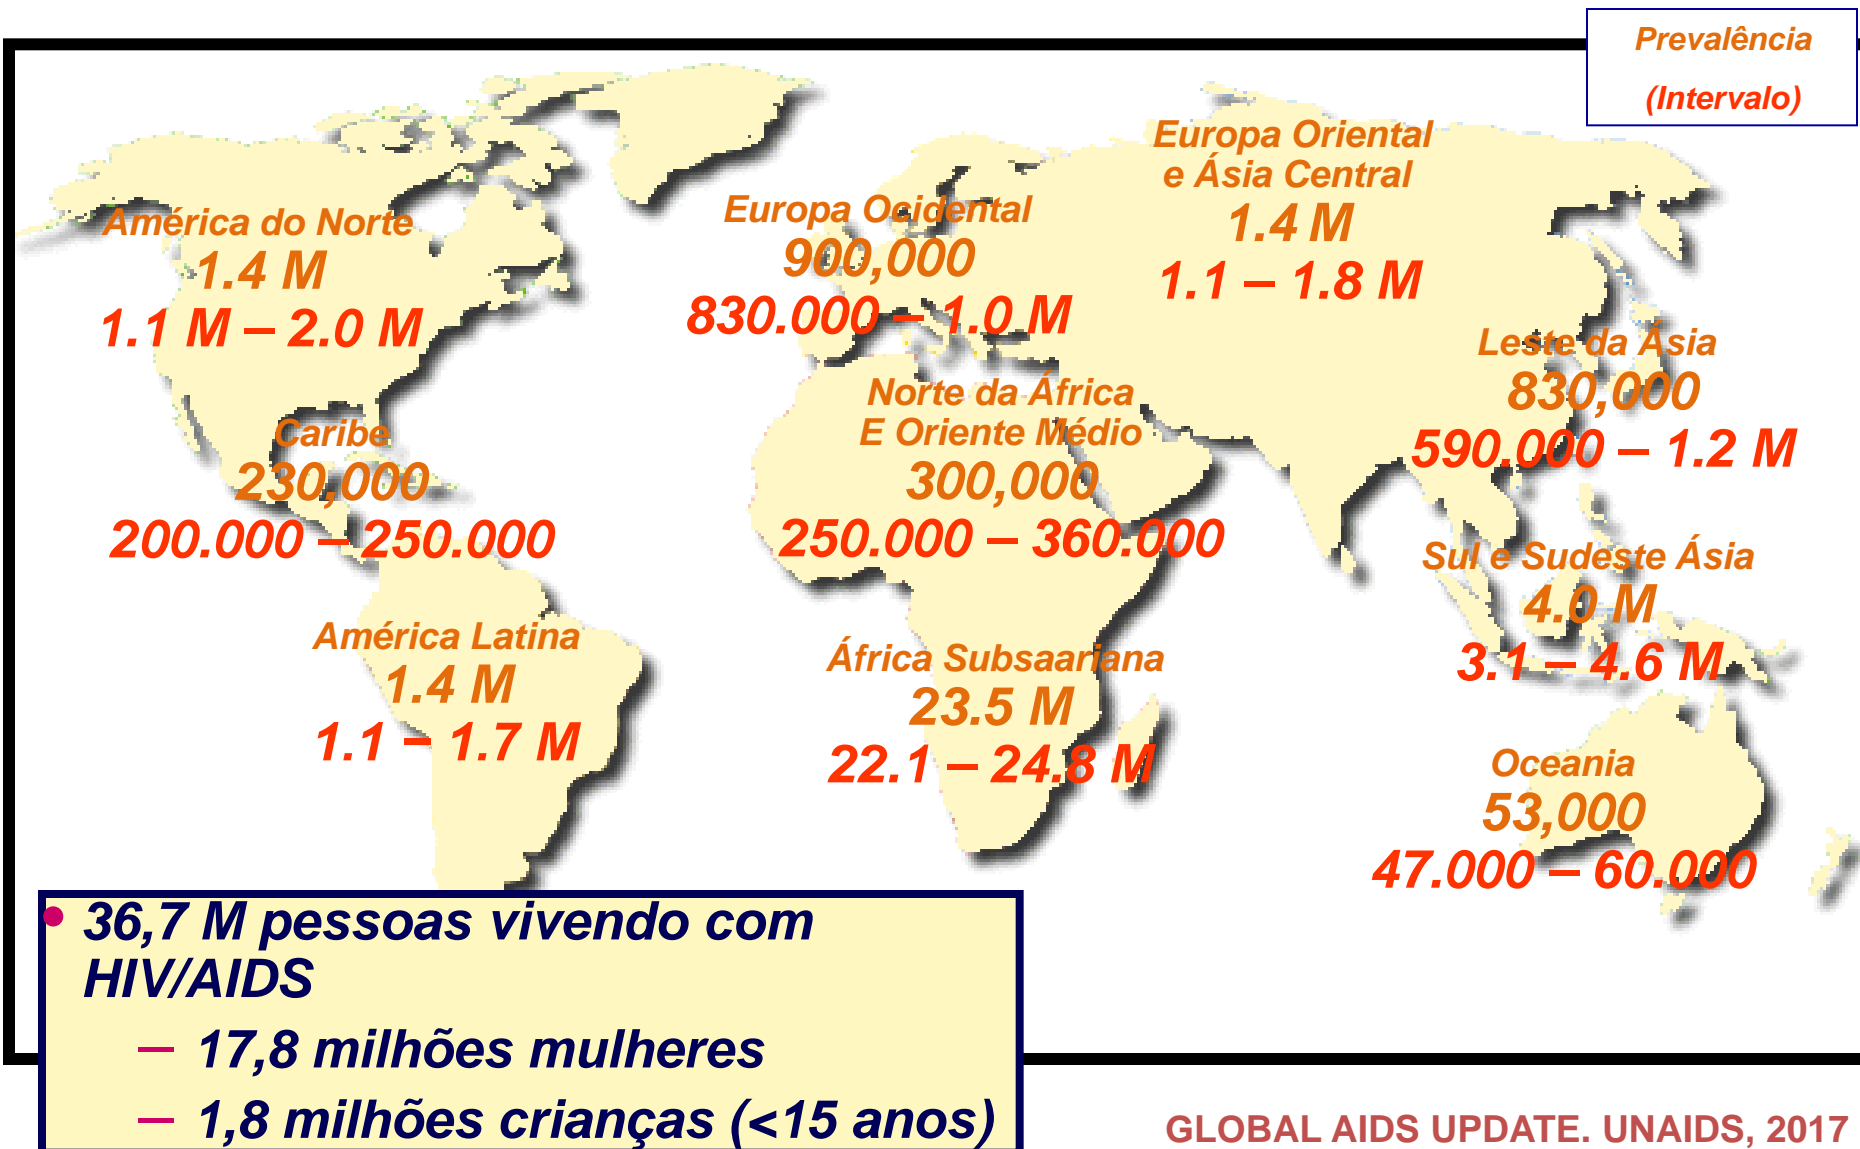 Prevalência
(Intervalo)
América do Norte
1.4 M
1.1 M – 2.0 M
Europa Ocidental
900,000
830.000 – 1.0 M
Europa Oriental
e Ásia Central
1.4 M
1.1 – 1.8 M
Leste da Ásia
830,000
590.000 – 1.2 M
Caribe
230,000
200.000 – 250.000
Norte da África
E Oriente Médio
300,000
250.000 – 360.000
Sul e Sudeste Ásia
4.0 M
3.1 – 4.6 M
América Latina
1.4 M
1.1 – 1.7 M
África Subsaariana
23.5 M
22.1 – 24.8 M
Oceania
53,000
47.000 – 60.000
• 36,7 M pessoas vivendo com
HIV/AIDS
– 17,8 milhões mulheres
– 1,8 milhões crianças (<15 anos)
GLOBAL AIDS UPDATE. UNAIDS, 2017